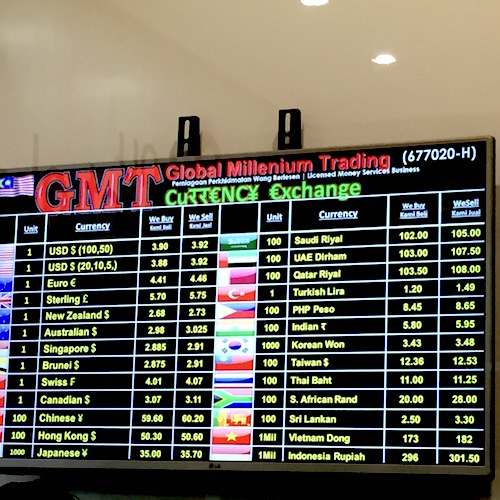 GMT
Global Millenium Trading (677020-H)
Perniagaan Perkhidmatan Wang Berlesen | Licensed Money Services Business
Cu₹₹€NC¥ €xchange
Unit Currency We Buy Kami Beli We Sell Kami Jual
1 USD $ (100,50) 3.90 3.92
1 USD $ (20,10,5,) 3.88 3.92
1 Euro € 4.41 4.46
1 Sterling £ 5.70 5.75
1 New Zealand $ 2.68 2.73
1 Australian $ 2.98 3.025
1 Singapore $ 2.885 2.91
1 Brunei $ 2.875 2.91
1 Swiss ₣ 4.01 4.07
1 Canadian $ 3.07 3.11
100 Chinese ¥ 59.60 60.20
100 Hong Kong $ 50.30 50.60
1000 Japanese ¥ 35.00 35.70
Unit Currency We Buy Kami Beli WeSell Kami Jual
100 Saudi Riyal 102.00 105.00
100 UAE Dirham 103.00 107.50
100 Qatar Riyal 103.50 108.00
1 Turkish Lira 1.20 1.49
100 PHP Peso 8.45 8.65
100 Indian ₹ 5.80 5.95
1000 Korean Won 3.43 3.48
100 Taiwan $ 12.36 12.53
100 Thai Baht 11.00 11.25
100 S. African Rand 20.00 28.00
100 Sri Lankan 2.50 3.30
1Mil Vietnam Dong 173 182
1Mil Indonesia Rupiah 296 301.50
LG